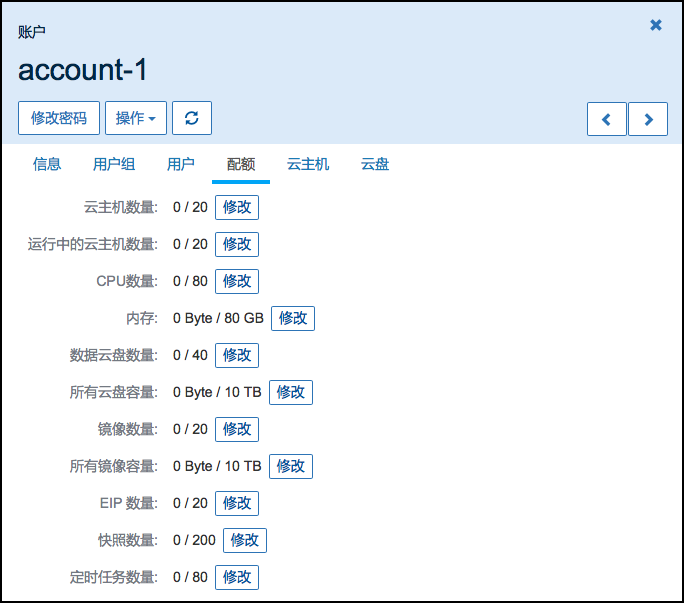 账户
account-1
修改密码 操作
信息 用户组 用户 配额 云主机 云盘
云主机数量: 0 / 20 修改
运行中的云主机数量: 0 / 20 修改
CPU数量: 0 / 80 修改
内存: 0 Byte / 80 GB 修改
数据云盘数量: 0 / 40 修改
所有云盘容量: 0 Byte / 10 TB 修改
镜像数量: 0 / 20 修改
所有镜像容量: 0 Byte / 10 TB 修改
EIP 数量: 0 / 20 修改
快照数量: 0 / 200 修改
定时任务数量: 0 / 80 修改